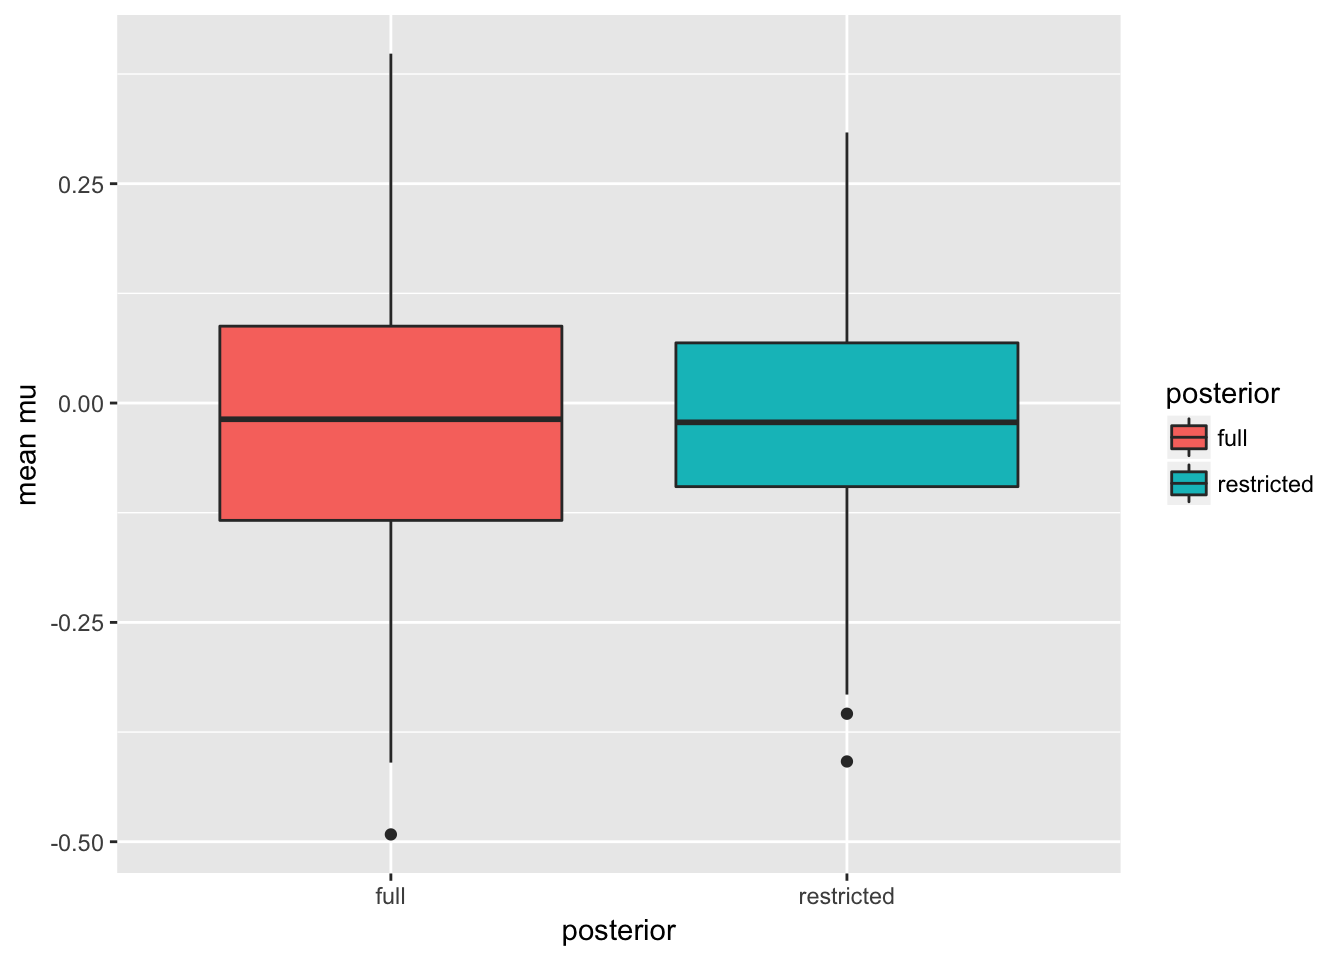 mean mu
0.25
0.00
-0.25
-0.50
full
restricted
posterior
posterior
full
restricted